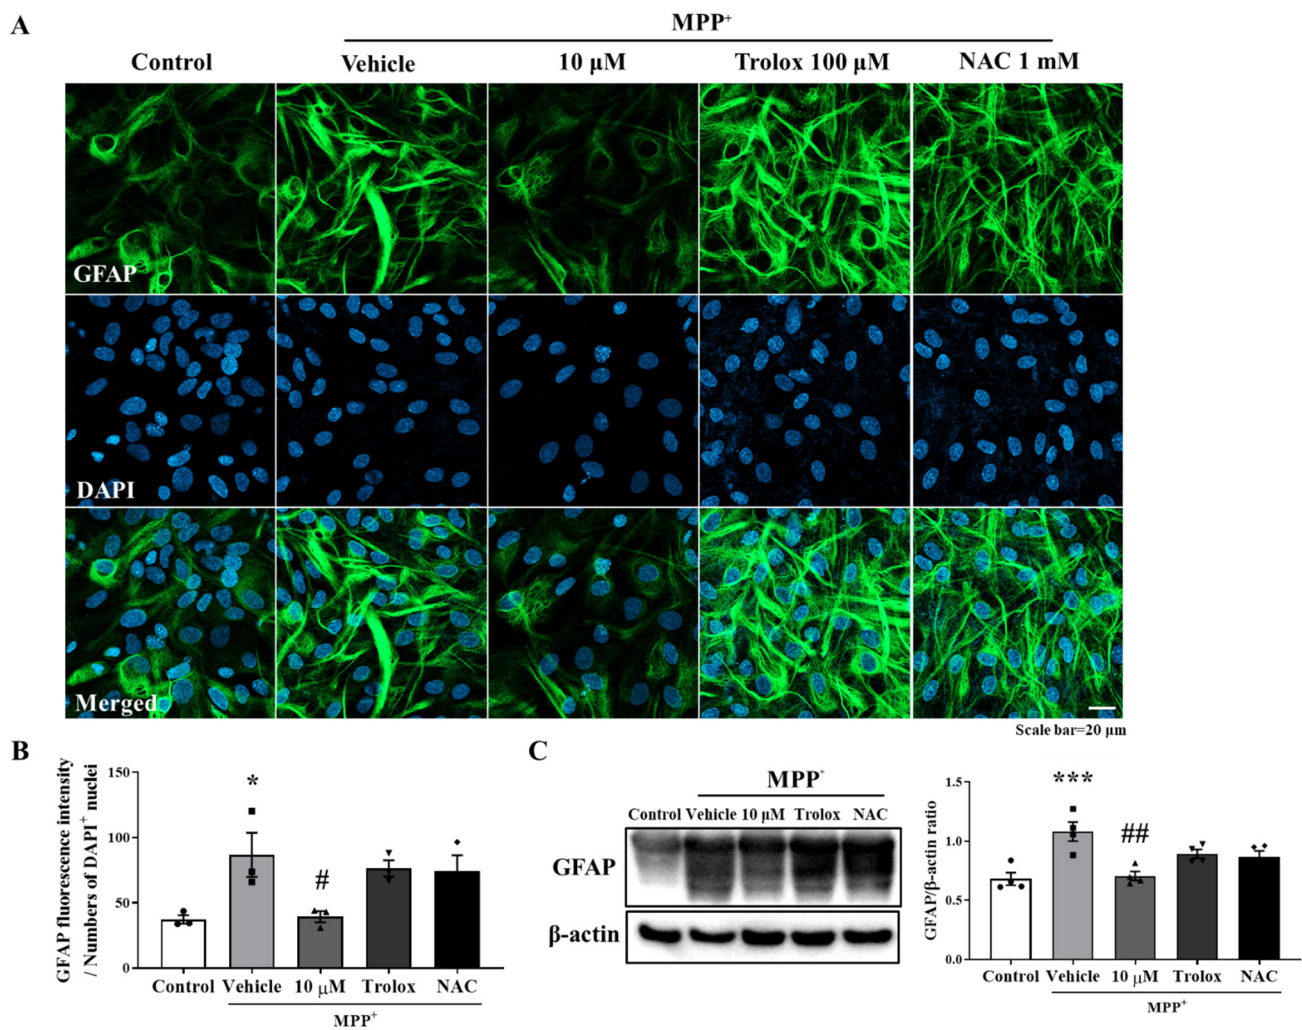 A
MPP+
Control
Vehicle
10 μM
Trolox 100 μM
NAC 1 mM
GFAP
DAPI
Merged
Scale bar=20 μm
B
GFAP fluorescence intensity
/ Numbers of DAPI+ nuclei
150
100
50
0
*
#
Control
Vehicle
10 μM
Trolox
NAC
MPP+
C
MPP+
Control Vehicle 10 μM Trolox NAC
GFAP
β-actin
GFAP/β-actin ratio
1.5
1.0
0.5
0.0
***
##
Control
Vehicle
10 μM
Trolox
NAC
MPP+